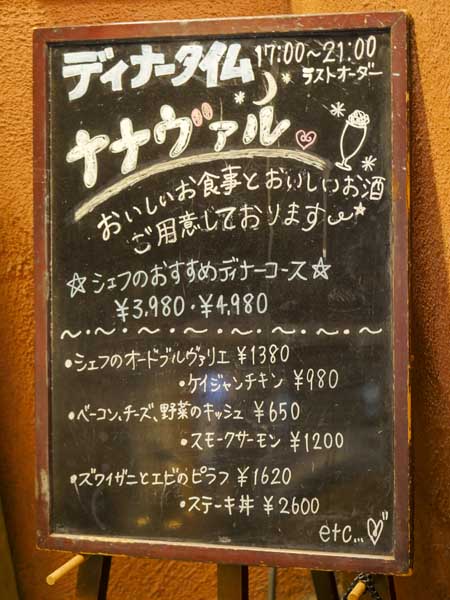 ディナータイム 17:00〜21:00
ラストオーダー
ヤナヴァル
おいしいお食事とおいしいお酒
ご用意しております
☆シェフのおすすめディナーコース☆
¥3,980・¥4,980
•シェフのオードブルヴァリエ ¥1380
•ケイジャンチキン ¥980
•ベーコン、チーズ、野菜のキッシュ ¥650
•スモークサーモン ¥1200
•ズワイガニとエビのピラフ ¥1620
•ステーキ丼 ¥2600
etc...